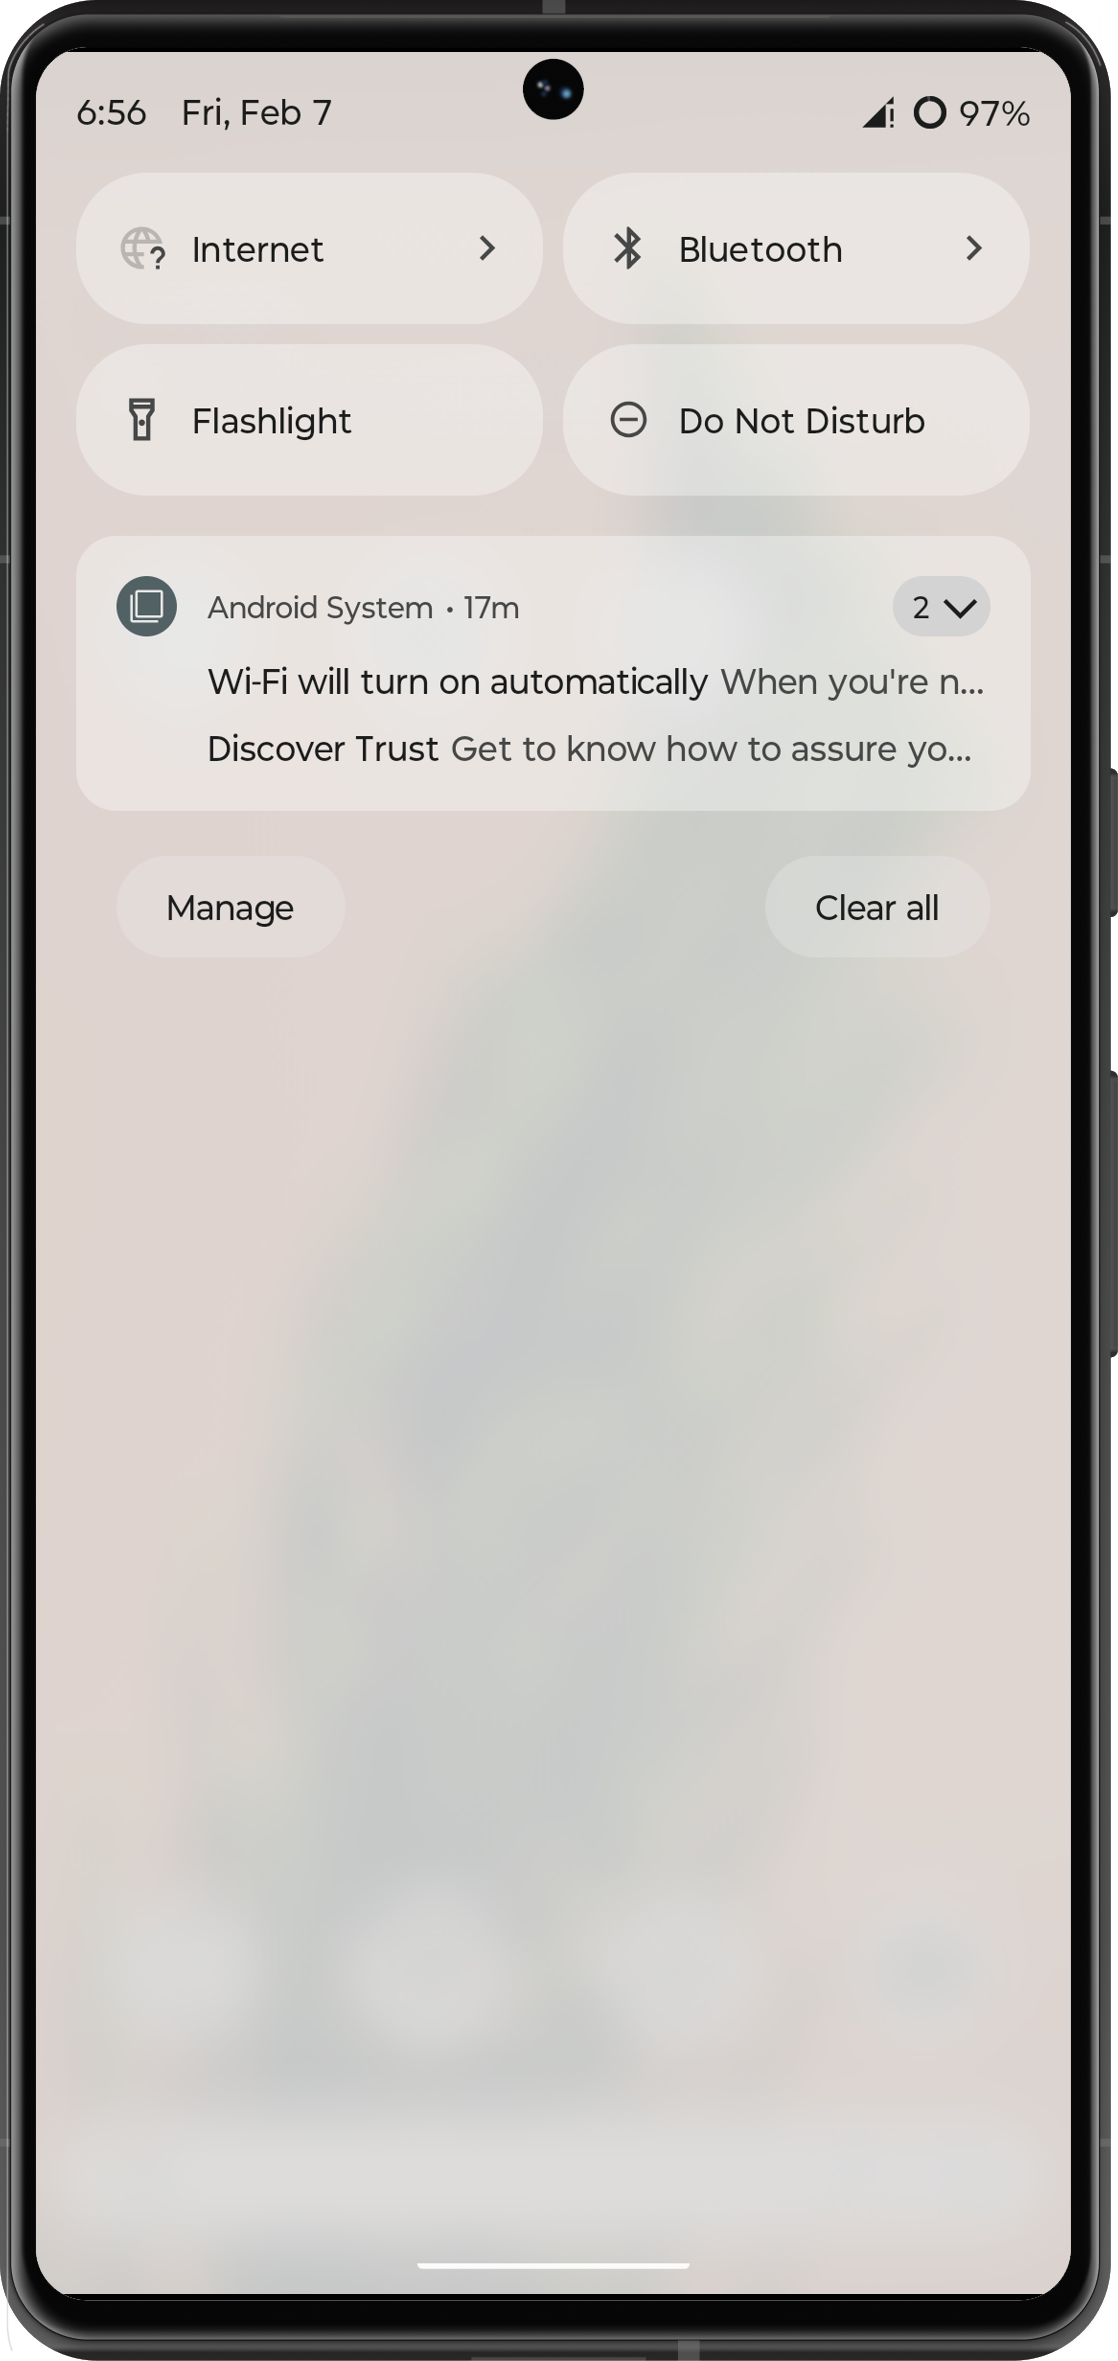 6:56 Fri, Feb 7 97%
Internet Bluetooth
Flashlight Do Not Disturb
Android System • 17m 2
Wi-Fi will turn on automatically When you're n...
Discover Trust Get to know how to assure yo...
Manage Clear all